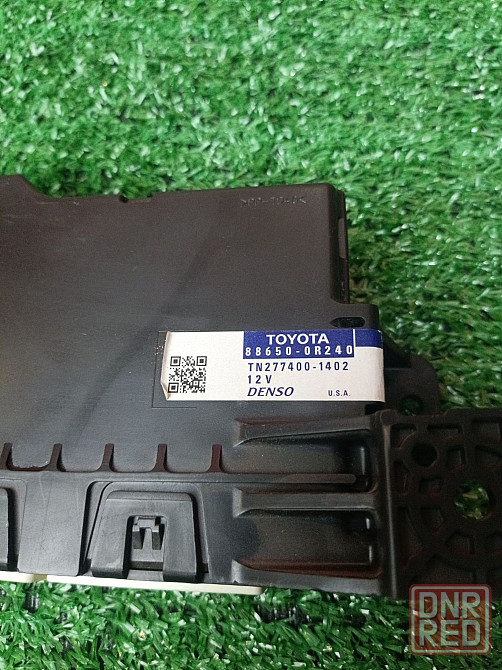 TOYOTA
88650-0R240
TN277400-1402
12V
DENSO U.S.A.
DNR
RED